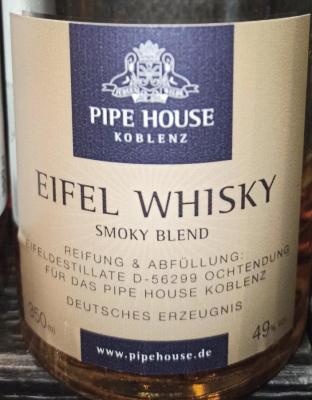 PIPE HOUSE
KOBLENZ
EIFEL WHISKY
SMOKY BLEND
REIFUNG & ABFÜLLUNG:
EIFELDESTILLATE D-56299 OCHTENDUNG
FÜR DAS PIPE HOUSE KOBLENZ
DEUTSCHES ERZEUGNIS
350ml
49% vol.
www.pipehouse.de